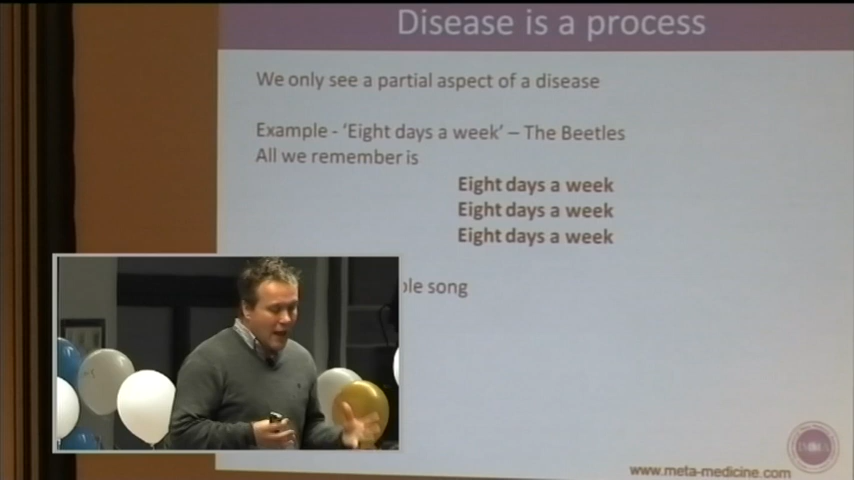 Disease is a process
We only see a partial aspect of a disease
Example - 'Eight days a week' – The Beetles
All we remember is
Eight days a week
Eight days a week
Eight days a week
song
www.meta-medicine.com